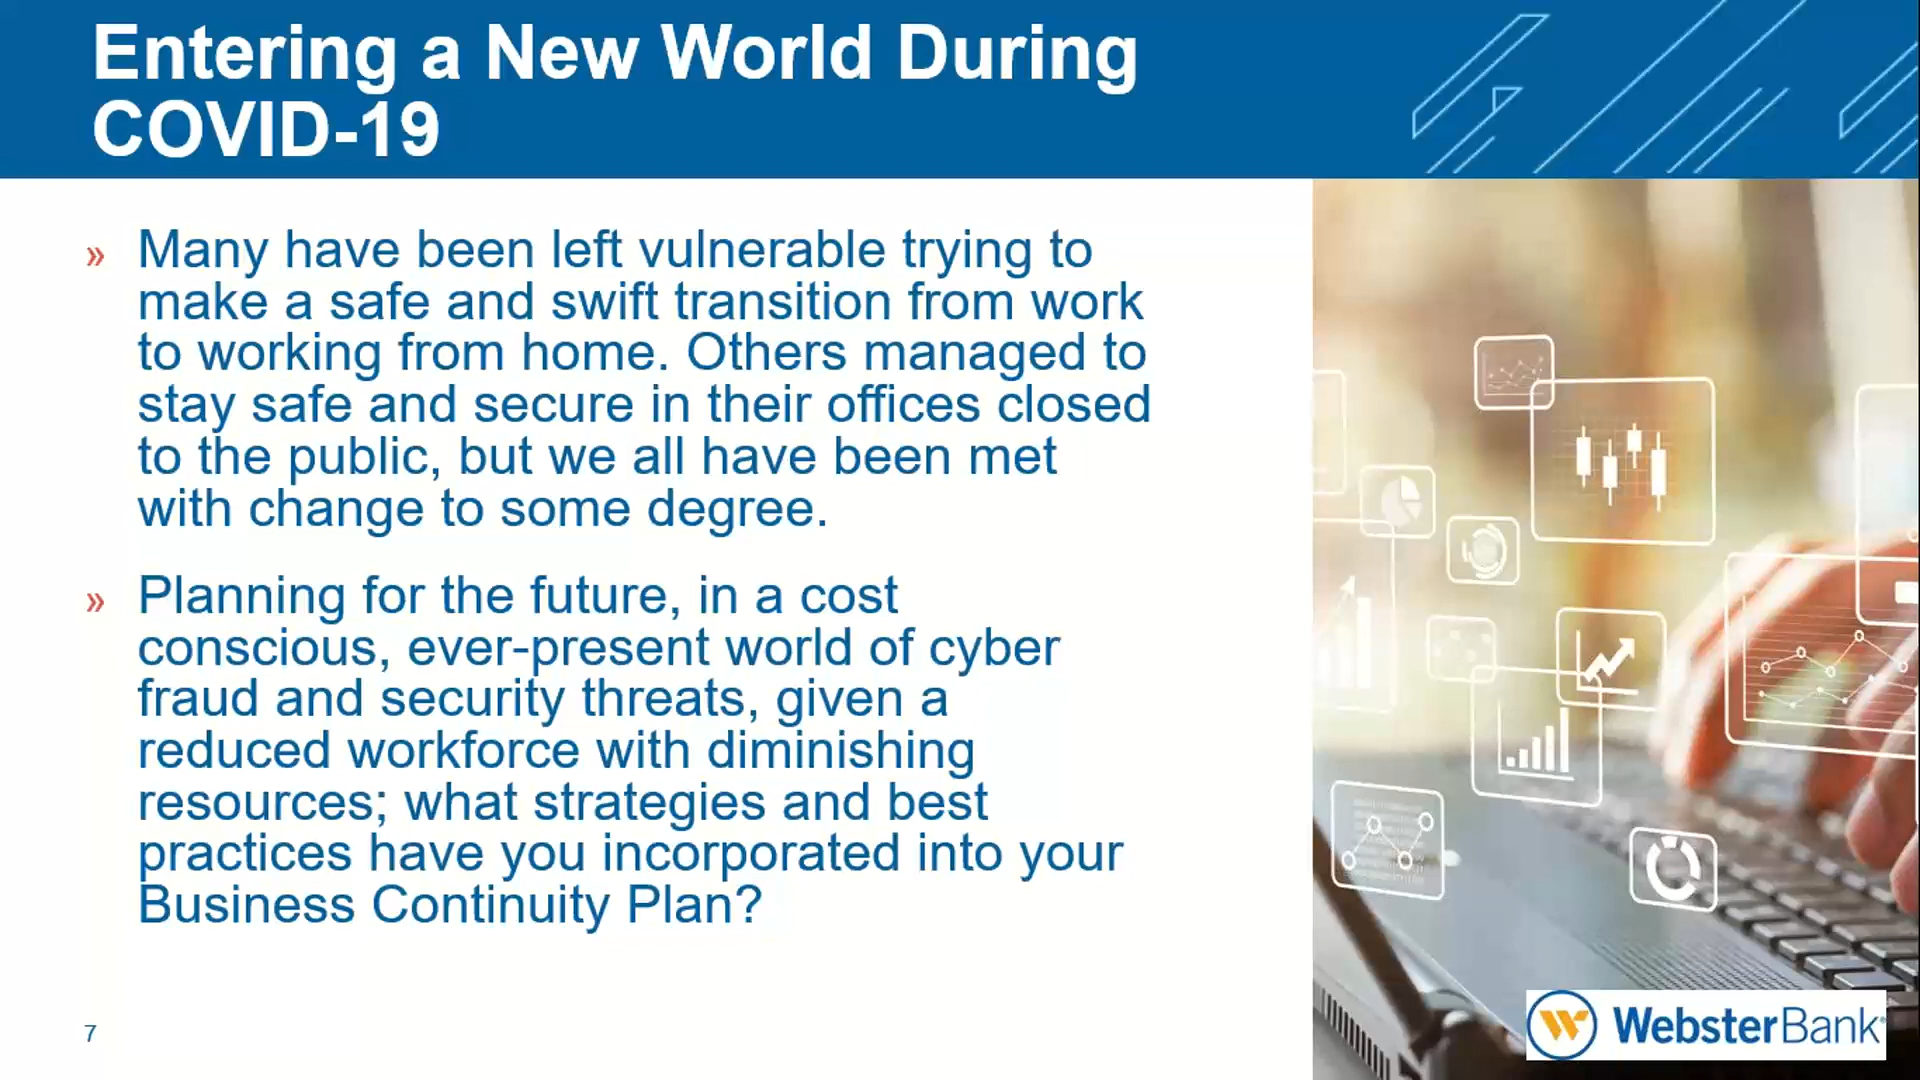 Entering a New World During
COVID-19
» Many have been left vulnerable trying to
make a safe and swift transition from work
to working from home. Others managed to
stay safe and secure in their offices closed
to the public, but we all have been met
with change to some degree.
» Planning for the future, in a cost
conscious, ever-present world of cyber
fraud and security threats, given a
reduced workforce with diminishing
resources; what strategies and best
practices have you incorporated into your
Business Continuity Plan?
7
WebsterBank